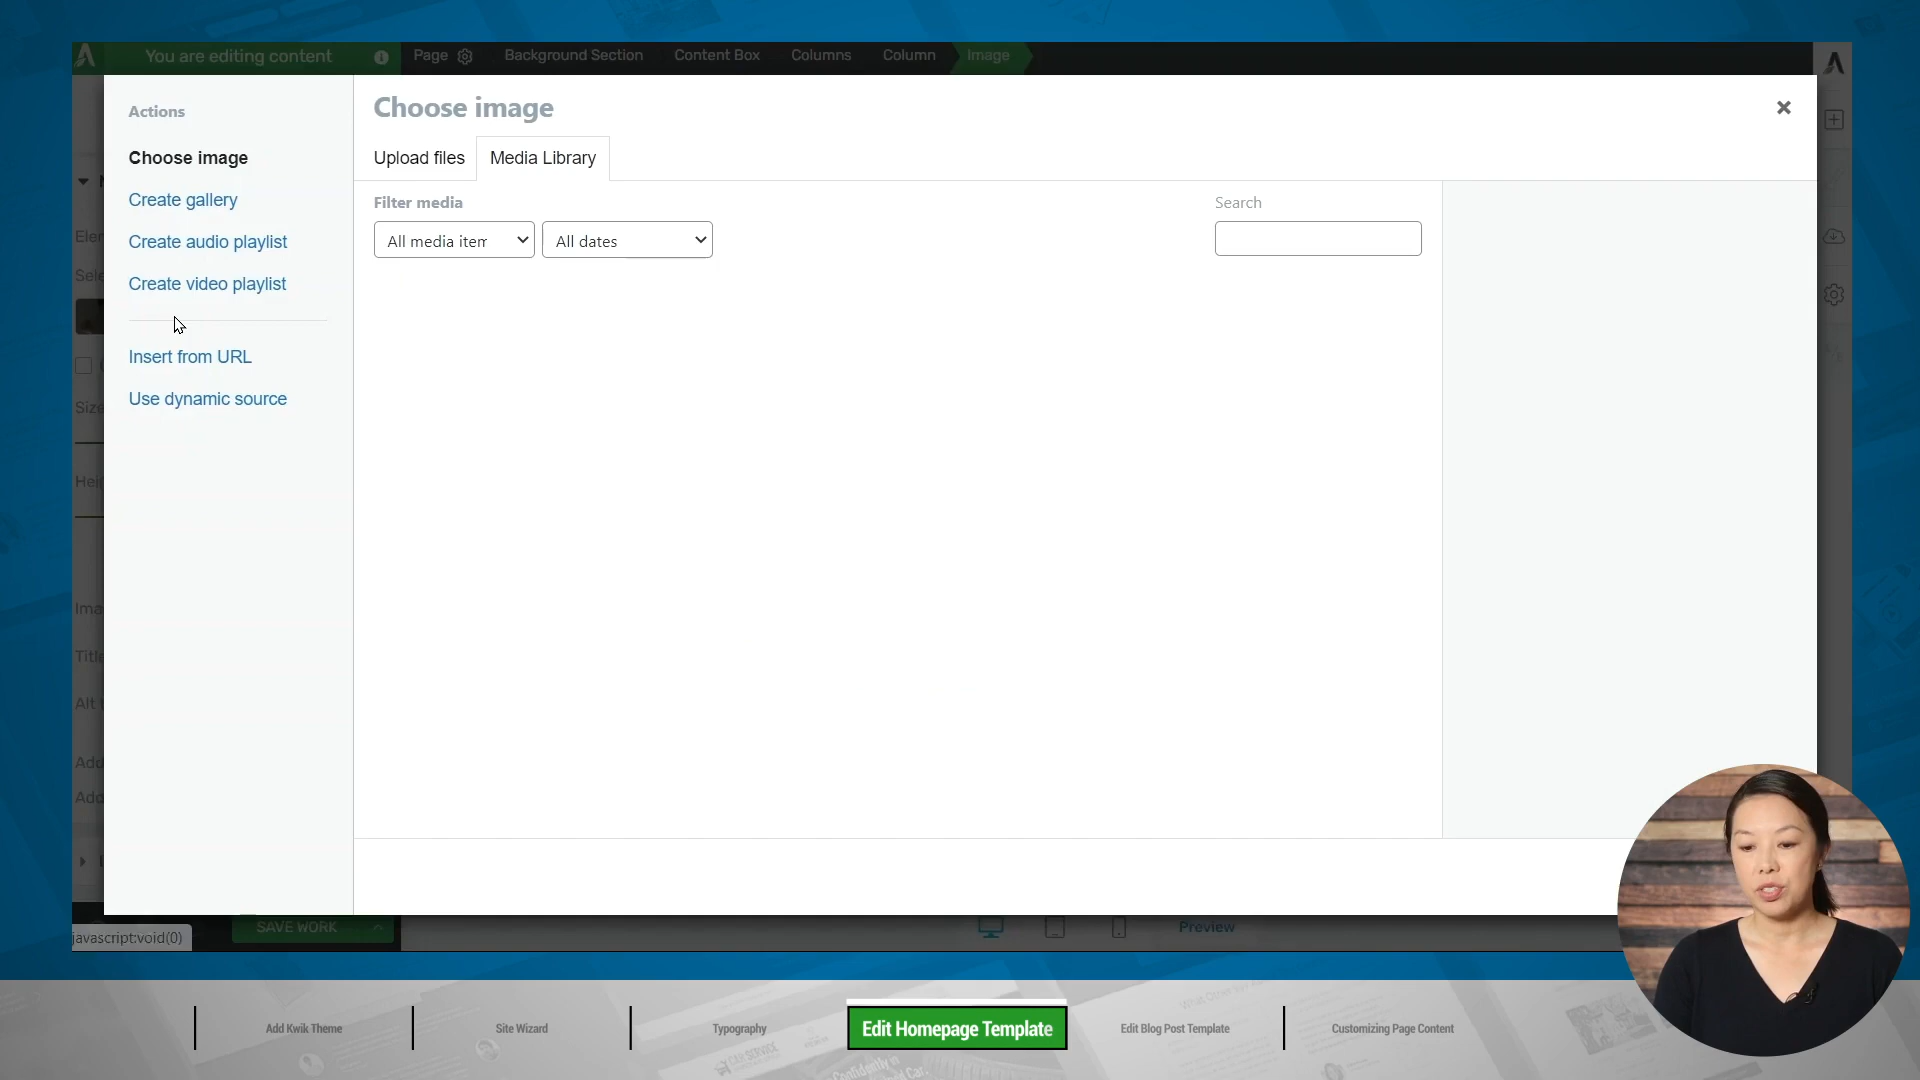 You are editing content
Page
Background Section
Content Box
Columns
Column
Image
Actions
Choose image
Create gallery
Create audio playlist
Create video playlist
Insert from URL
Use dynamic source
Choose image
Upload files
Media Library
Filter media
All media iten
All dates
Search
SAVE WORK
javascript:void(0)
Preview
Add Kwik Theme
Site Wizard
Typography
Edit Homepage Template
Edit Blog Post Template
Customizing Page Content